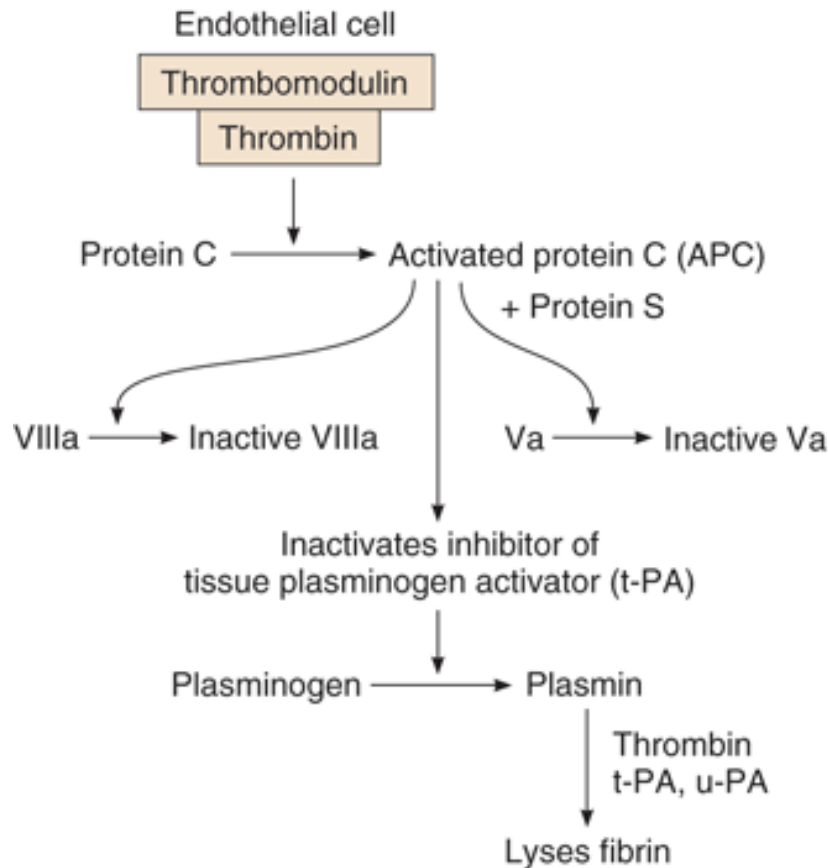 Endothelial cell
Thrombomodulin
Thrombin
Protein C
Activated protein C (APC)
+ Protein S
VIIIa
Inactive VIIIa
Va
Inactive Va
Inactivates inhibitor of
tissue plasminogen activator (t-PA)
Plasminogen
Plasmin
Thrombin
t-PA, u-PA
Lyses fibrin